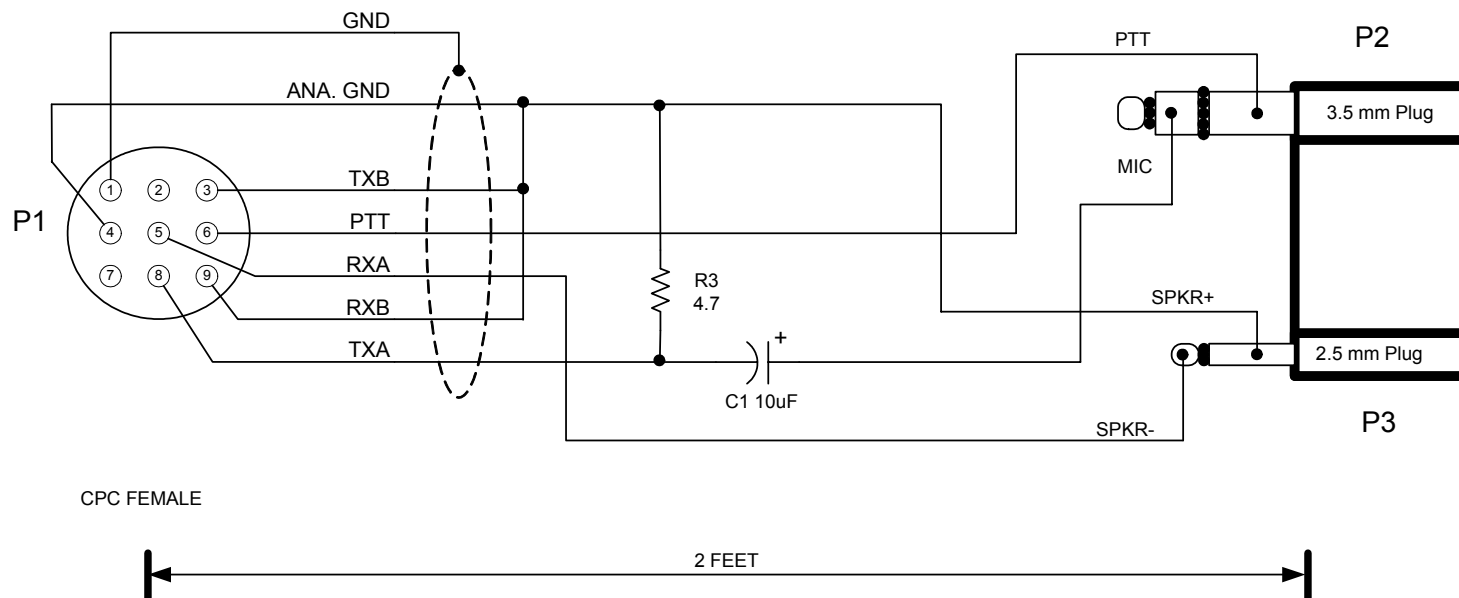 GND
PTT
P2
ANA. GND
3.5 mm Plug
MIC
TXB
1 2 3
P1
PTT
4 5 6
RXA
7 8 9
R3
4.7
SPKR+
RXB
+
TXA
2.5 mm Plug
C1 10uF
P3
SPKR-
CPC FEMALE
2 FEET